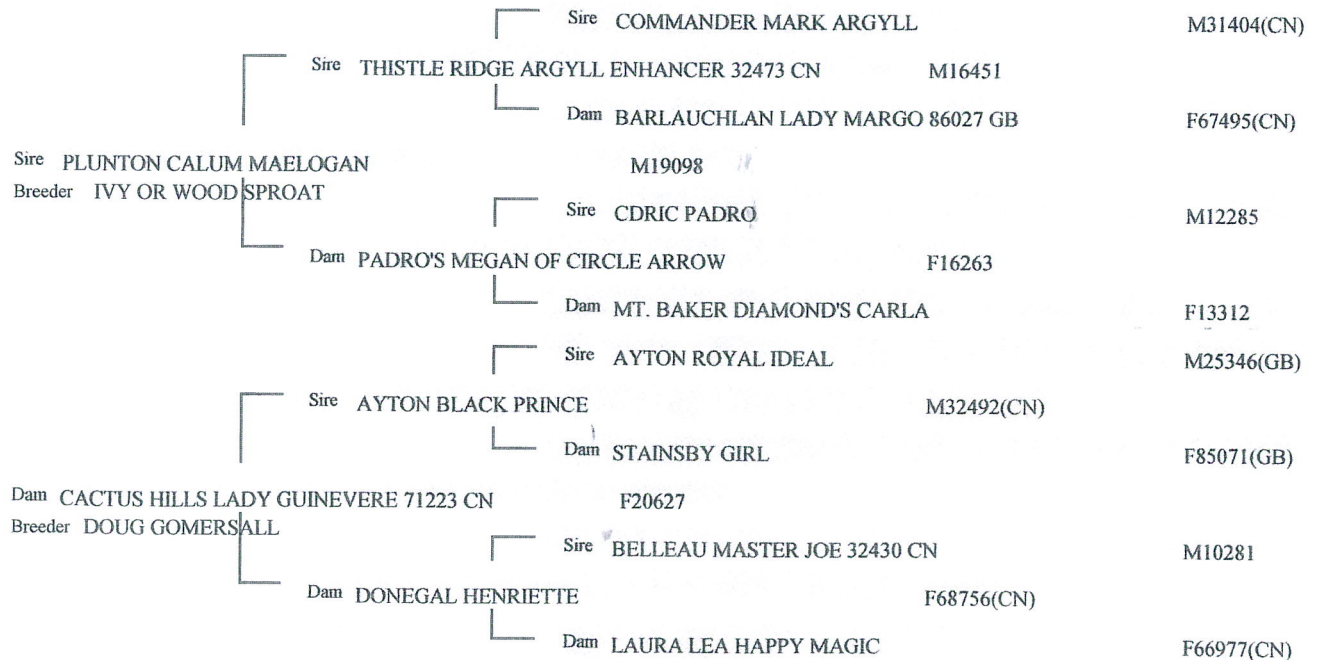 Sire COMMANDER MARK ARGYLL M31404(CN)
Sire THISTLE RIDGE ARGYLL ENHANCER 32473 CN M16451
Dam BARLAUCHLAN LADY MARGO 86027 GB F67495(CN)
Sire PLUNTON CALUM MAELOGAN M19098
Breeder IVY OR WOOD SPROAT
Sire CDRIC PADRO M12285
Dam PADRO'S MEGAN OF CIRCLE ARROW F16263
Dam MT. BAKER DIAMOND'S CARLA F13312
Sire AYTON ROYAL IDEAL M25346(GB)
Sire AYTON BLACK PRINCE M32492(CN)
Dam STAINSBY GIRL F85071(GB)
Dam CACTUS HILLS LADY GUINEVERE 71223 CN F20627
Breeder DOUG GOMERSALL
Sire BELLEAU MASTER JOE 32430 CN M10281
Dam DONEGAL HENRIETTE F68756(CN)
Dam LAURA LEA HAPPY MAGIC F66977(CN)